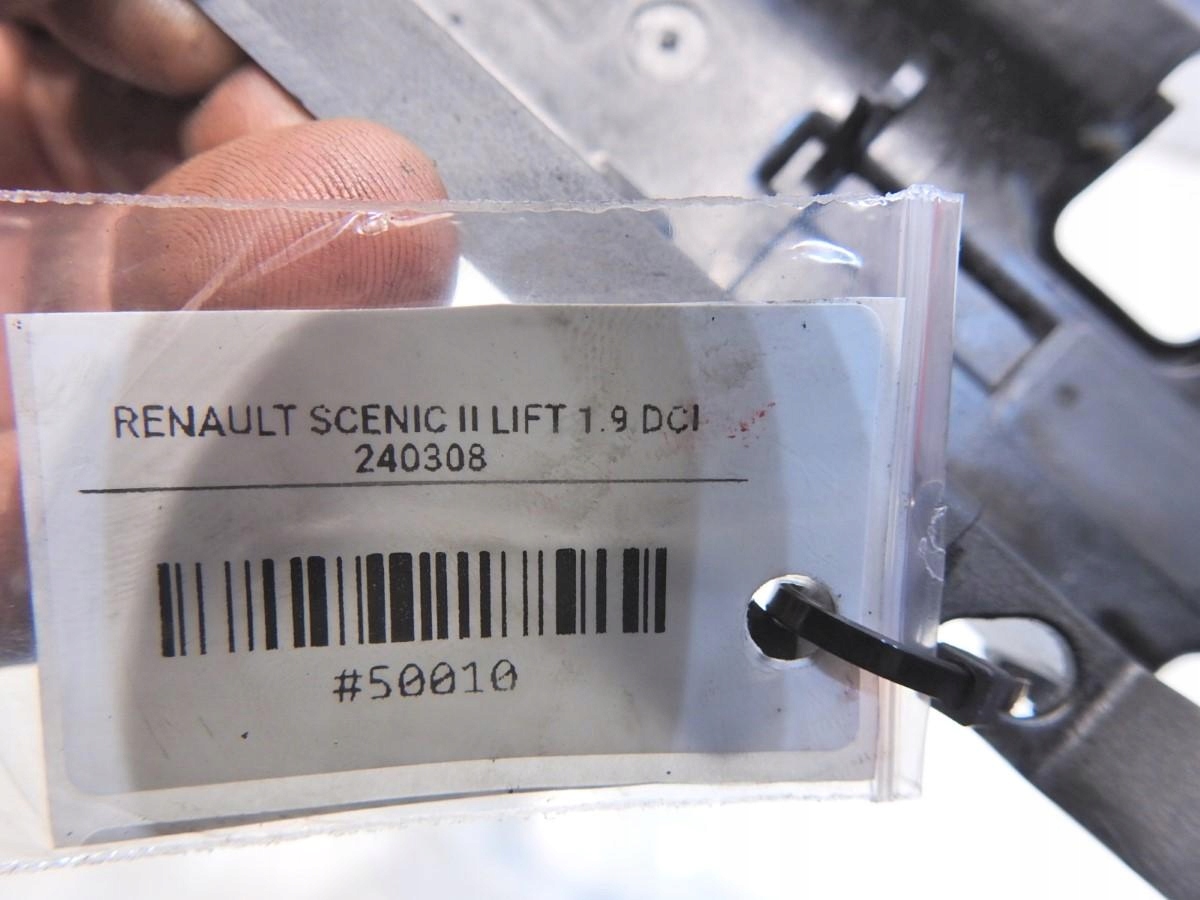 RENAULT SCENIC II LIFT 1.9 DCI
240308
#50010